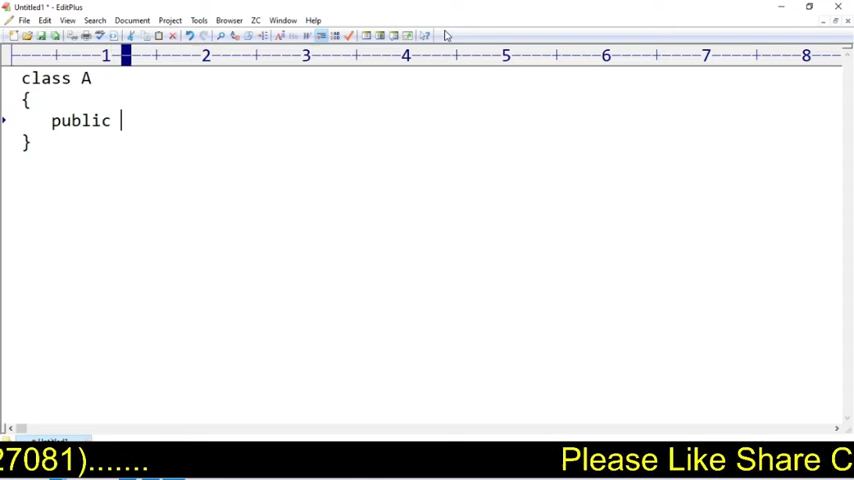 Untitled1 * - EditPlus
File Edit View Search Document Project Tools Browser ZC Window Help
1 2 3 4 5 6 7 8
class A
{
public
}
27081)....... Please Like Share C